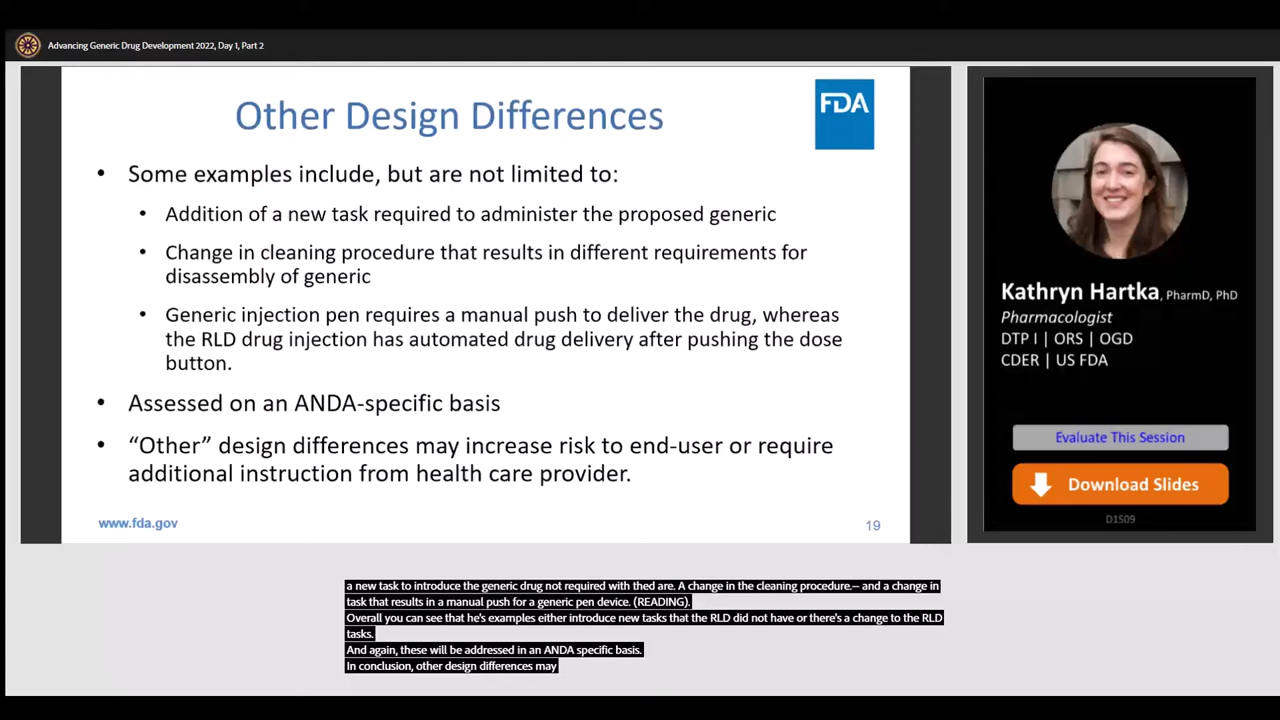 Advancing Generic Drug Development 2022, Day 1, Part 2
Other Design Differences
FDA
• Some examples include, but are not limited to:
• Addition of a new task required to administer the proposed generic
• Change in cleaning procedure that results in different requirements for
disassembly of generic
• Generic injection pen requires a manual push to deliver the drug, whereas
the RLD drug injection has automated drug delivery after pushing the dose
button.
• Assessed on an ANDA-specific basis
• “Other” design differences may increase risk to end-user or require
additional instruction from health care provider.
www.fda.gov
19
Kathryn Hartka, PharmD, PhD
Pharmacologist
DTP I | ORS | OGD
CDER | US FDA
Evaluate This Session
Download Slides
D1S09
a new task to introduce the generic drug not required with thed are. A change in the cleaning procedure.-- and a change in
task that results in a manual push for a generic pen device. (READING).
Overall you can see that he's examples either introduce new tasks that the RLD did not have or there's a change to the RLD
tasks.
And again, these will be addressed in an ANDA specific basis.
In conclusion, other design differences may